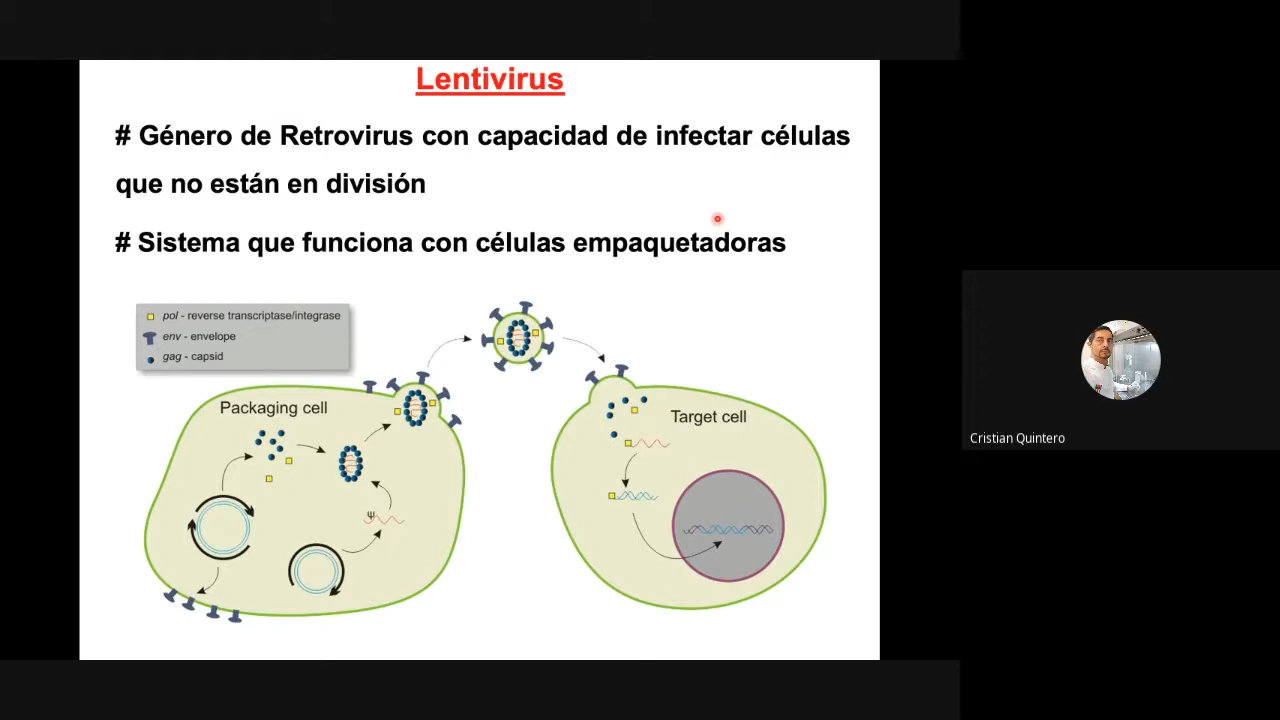 Lentivirus
# Género de Retrovirus con capacidad de infectar células
que no están en división
# Sistema que funciona con células empaquetadoras
pol - reverse transcriptase/integrase
env - envelope
gag - capsid
Packaging cell
Target cell
Ψ
Cristian Quintero